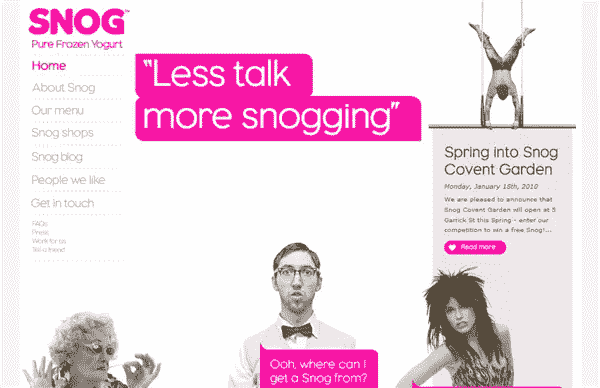 SNOG™
Pure Frozen Yogurt
Home
About Snog
Our menu
Snog shops
Snog blog
People we like
Get in touch
FAQs
Press
Work for us
Tell a friend
“Less talk
more snogging”
Spring into Snog
Covent Garden
Monday, January 18th, 2010
We are pleased to announce that
Snog Covent Garden will open at 5
Garrick St this Spring - enter our
competition to win a free Snog!...
Read more
Ooh, where can I
get a Snog from?